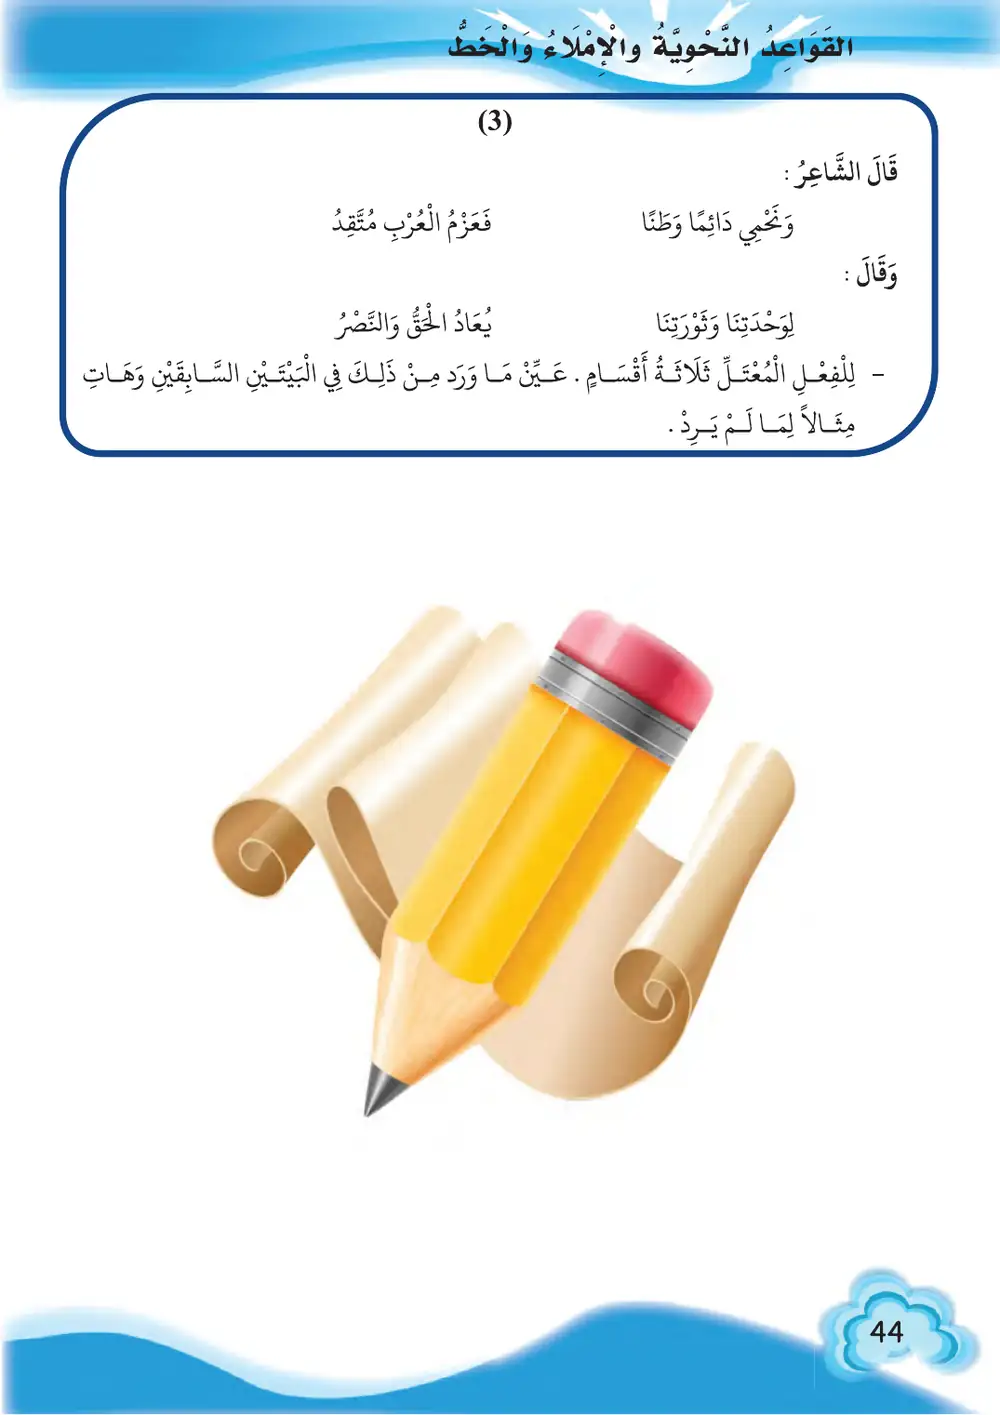 القَوَاعِدُ النَّحْوِيَّةُ والْإِمْلَاءُ وَالْخَطُّ
(3)
قَالَ الشَّاعِرُ :
وَنَحْمِي دَائِمًا وَطَنًا فَعَزْمُ الْعُرْبِ مُتَّقِدُ
وَقَالَ :
لِوَحْدَتِنَا وَثَوْرَتِنَا يُعَادُ الْحَقُّ وَالنَّصْرُ
- لِلْفِعْلِ الْمُعْتَلِّ ثَلَاثَةُ أَقْسَامٍ . عَيِّنْ مَا وَرَد مِنْ ذَلِكَ فِي الْبَيْتَيْنِ السَّابِقَيْنِ وَهَاتِ
مِثَالاً لِمَا لَمْ يَرِدْ .
44